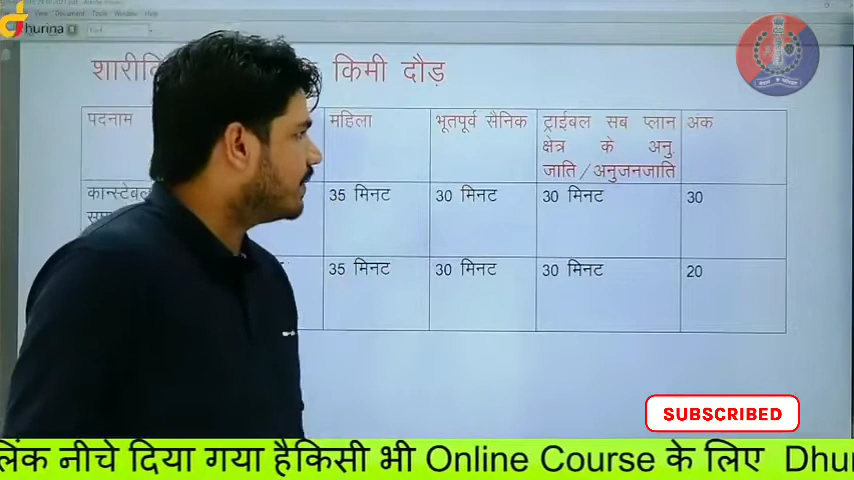 Dhurina
शारीरि
किमी दौड़
पदनाम
महिला
भूतपूर्व सैनिक
ट्राईबल सब प्लान
क्षेत्र के अनु.
जाति/अनुजनजाति
अंक
कान्स्टेबल
35 मिनट
30 मिनट
30 मिनट
30
35 मिनट
30 मिनट
30 मिनट
20
SUBSCRIBED
लिंक नीचे दिया गया हैकिसी भी Online Course के लिए Dhur